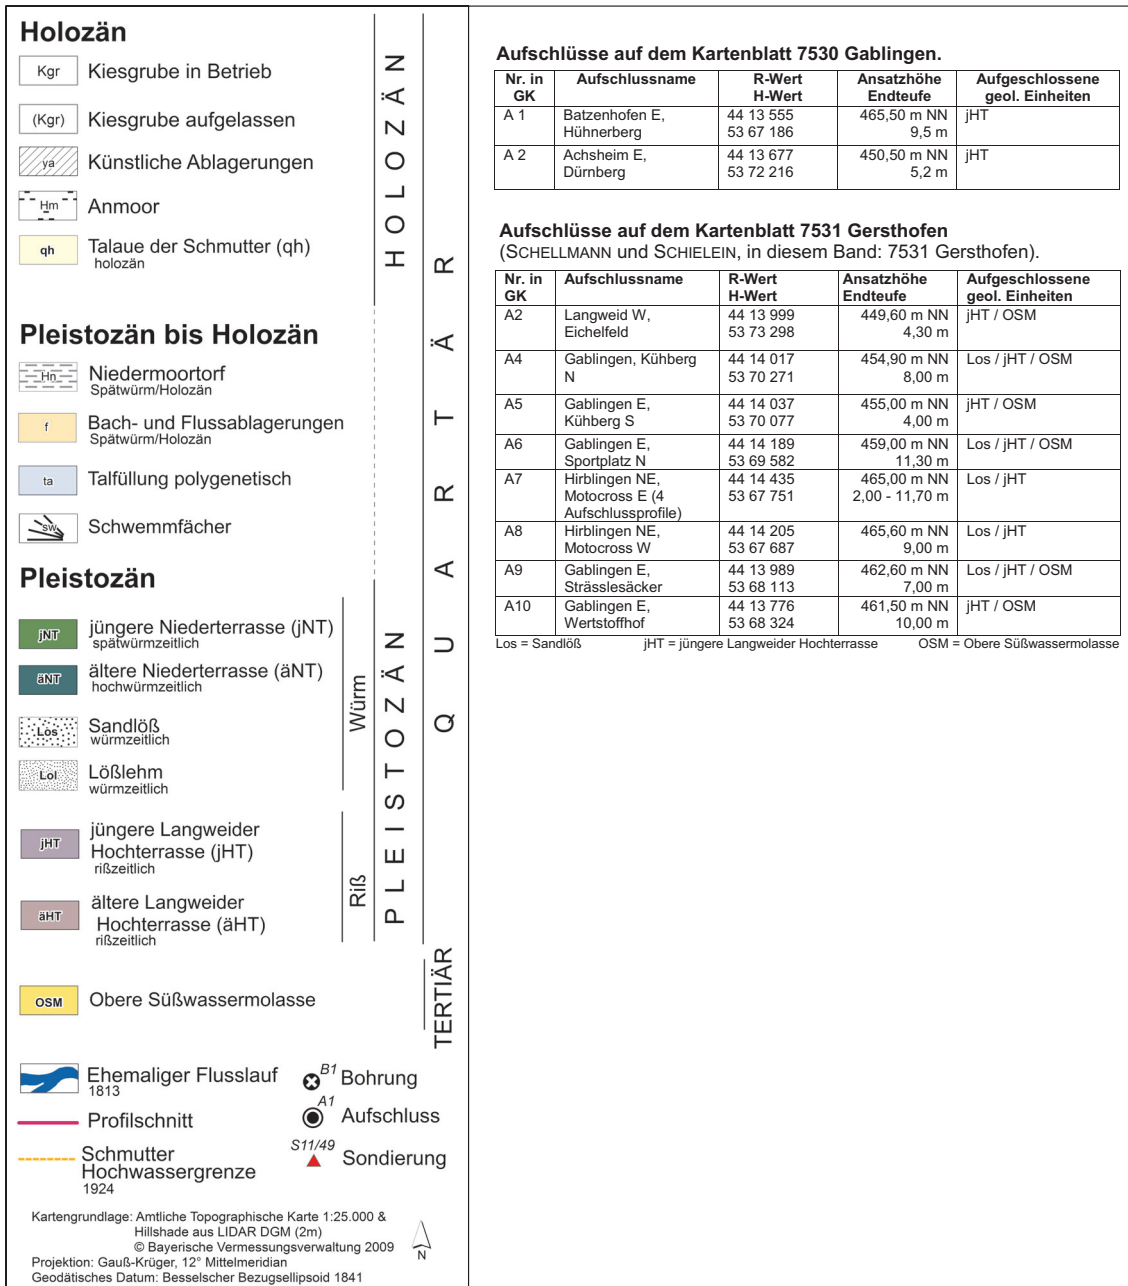 Holozän
Kgr Kiesgrube in Betrieb
(Kgr) Kiesgrube aufgelassen
ya Künstliche Ablagerungen
Hm Anmoor
qh Talaue der Schmutter (qh)
holozän
Pleistozän bis Holozän
Hn Niedermoortorf
Spätwürm/Holozän
f Bach- und Flussablagerungen
Spätwürm/Holozän
ta Talfüllung polygenetisch
sw Schwemmfächer
Pleistozän
jNT jüngere Niederterrasse (jNT)
spätwürmzeitlich
äNT ältere Niederterrasse (äNT)
hochwürmzeitlich
Los Sandlöß
würmzeitlich
Lol Lößlehm
würmzeitlich
jHT jüngere Langweider
Hochterrasse (jHT)
rißzeitlich
äHT ältere Langweider
Hochterrasse (äHT)
rißzeitlich
OSM Obere Süßwassermolasse
Würm
Riß
HOLOZÄN
PLEISTOZÄN
QUARTÄR
TERTIÄR
Ehemaliger Flusslauf
1813
Profilschnitt
Schmutter
Hochwassergrenze
1924
B1 Bohrung
A1 Aufschluss
S11/49 Sondierung
Kartengrundlage: Amtliche Topographische Karte 1:25.000 &
Hillshade aus LIDAR DGM (2m)
© Bayerische Vermessungsverwaltung 2009
Projektion: Gauß-Krüger, 12° Mittelmeridian
Geodätisches Datum: Besselscher Bezugsellipsoid 1841
N
Aufschlüsse auf dem Kartenblatt 7530 Gablingen.
Nr. in Aufschlussname R-Wert Ansatzhöhe Aufgeschlossene
GK H-Wert Endteufe geol. Einheiten
A 1 Batzenhofen E, 44 13 555 465,50 m NN jHT
Hühnerberg 53 67 186 9,5 m
A 2 Achsheim E, 44 13 677 450,50 m NN jHT
Dürnberg 53 72 216 5,2 m
Aufschlüsse auf dem Kartenblatt 7531 Gersthofen
(SCHELLMANN und SCHIELEIN, in diesem Band: 7531 Gersthofen).
Nr. in Aufschlussname R-Wert Ansatzhöhe Aufgeschlossene
GK H-Wert Endteufe geol. Einheiten
A2 Langweid W, 44 13 999 449,60 m NN jHT / OSM
Eichelfeld 53 73 298 4,30 m
A4 Gablingen, Kühberg 44 14 017 454,90 m NN Los / jHT / OSM
N 53 70 271 8,00 m
A5 Gablingen E, 44 14 037 455,00 m NN jHT / OSM
Kühberg S 53 70 077 4,00 m
A6 Gablingen E, 44 14 189 459,00 m NN Los / jHT / OSM
Sportplatz N 53 69 582 11,30 m
A7 Hirblingen NE, 44 14 435 465,00 m NN Los / jHT
Motocross E (4 53 67 751 2,00 - 11,70 m
Aufschlussprofile)
A8 Hirblingen NE, 44 14 205 465,60 m NN Los / jHT
Motocross W 53 67 687 9,00 m
A9 Gablingen E, 44 13 989 462,60 m NN Los / jHT / OSM
Strässlesäcker 53 68 113 7,00 m
A10 Gablingen E, 44 13 776 461,50 m NN jHT / OSM
Wertstoffhof 53 68 324 10,00 m
Los = Sandlöß jHT = jüngere Langweider Hochterrasse OSM = Obere Süßwassermolasse